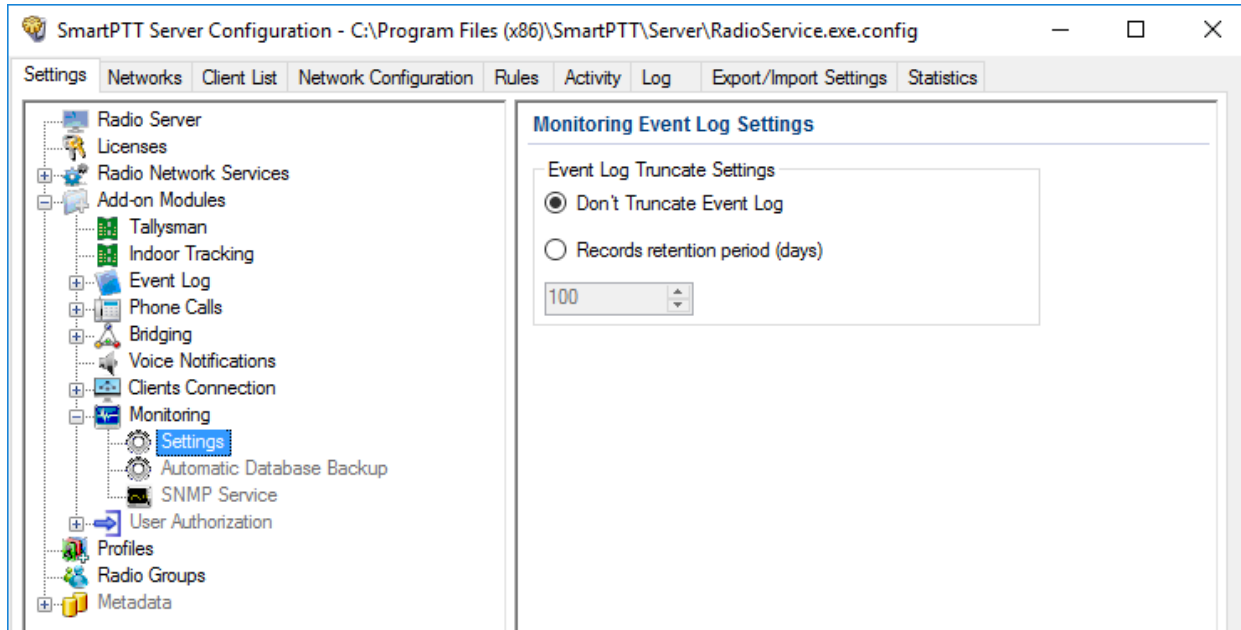 SmartPTT Server Configuration - C:\Program Files (x86)\SmartPTT\Server\RadioService.exe.config
Settings Networks Client List Network Configuration Rules Activity Log Export/Import Settings Statistics
Radio Server
Licenses
Radio Network Services
Add-on Modules
Tallysman
Indoor Tracking
Event Log
Phone Calls
Bridging
Voice Notifications
Clients Connection
Monitoring
Settings
Automatic Database Backup
SNMP Service
User Authorization
Profiles
Radio Groups
Metadata
Monitoring Event Log Settings
Event Log Truncate Settings
Don't Truncate Event Log
Records retention period (days)
100